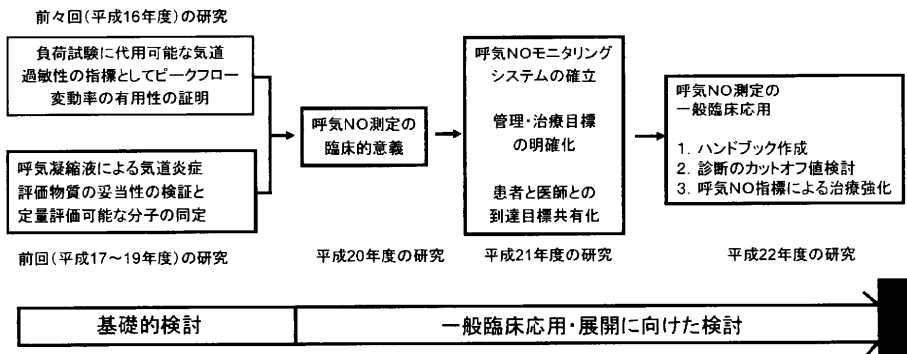 前々回(平成16年度)の研究
負荷試験に代用可能な気道
過敏性の指標としてピークフロー
変動率の有用性の証明
呼気凝縮液による気道炎症
評価物質の妥当性の検証と
定量評価可能な分子の同定
前回(平成17～19年度)の研究
呼気NO測定の
臨床的意義
平成20年度の研究
呼気NOモニタリング
システムの確立
管理・治療目標
の明確化
患者と医師との
到達目標共有化
平成21年度の研究
呼気NO測定の
一般臨床応用
1. ハンドブック作成
2. 診断のカットオフ値検討
3. 呼気NO指標による治療強化
平成22年度の研究
基礎的検討
一般臨床応用・展開に向けた検討